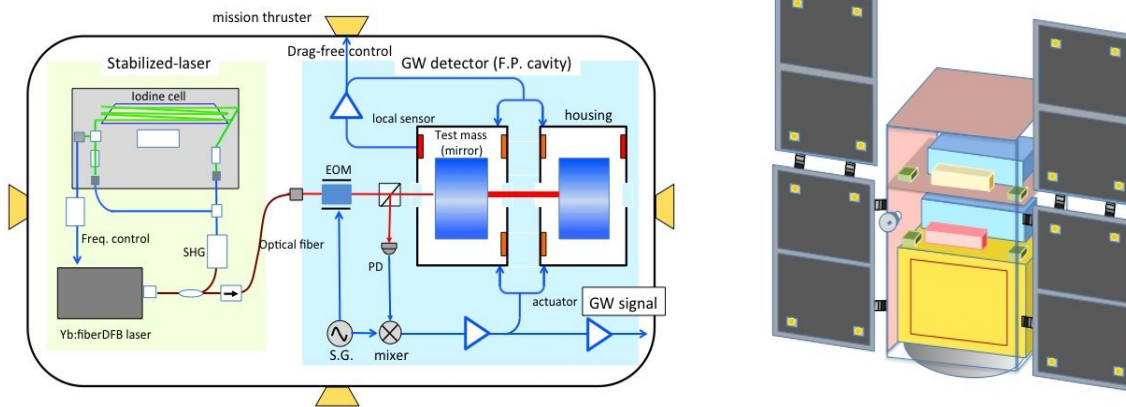 mission thruster
Drag-free control
Stabilized-laser
GW detector (F.P. cavity)
Iodine cell
local sensor
housing
Test mass
(mirror)
EOM
Freq. control
SHG
Optical fiber
PD
actuator
GW signal
Yb:fiberDFB laser
S.G.
mixer